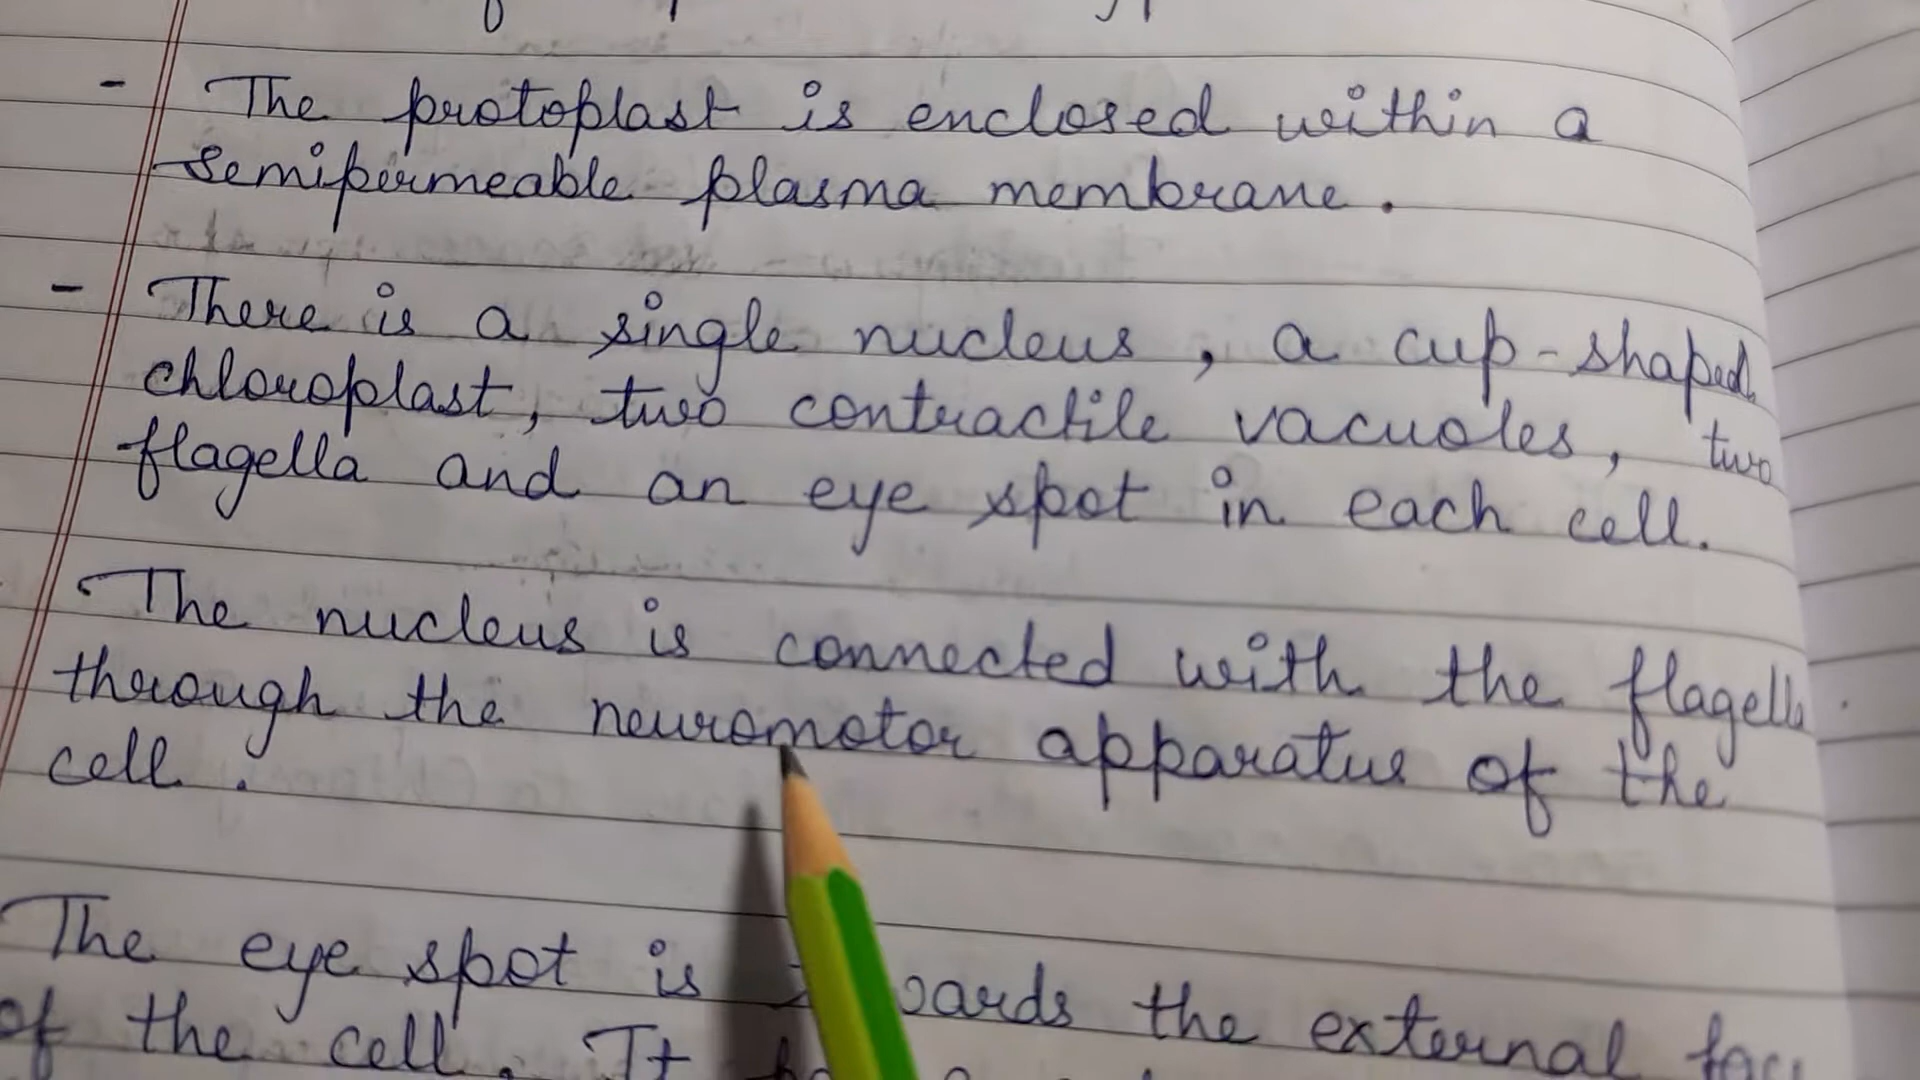 - The protoplast is enclosed within a
semipermeable plasma membrane.
- There is a single nucleus, a cup-shaped
chloroplast, two contractile vacuoles, two
flagella and an eye spot in each cell.
The nucleus is connected with the flagella
through the neuromotor apparatus of the
cell.
The eye spot is the external
of the cell. It